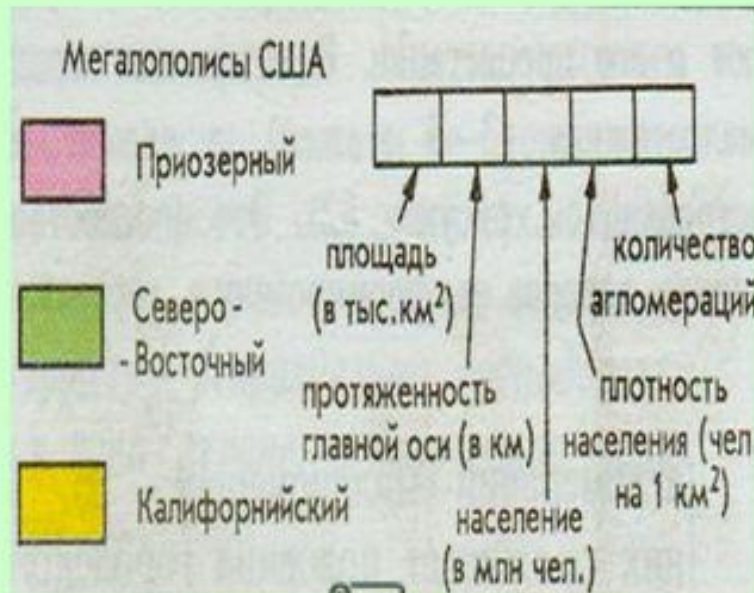 Мегалополисы США
Приозерный
Северо -
- Восточный
Калифорнийский
площадь
(в тыс.км²)
количество
агломераций
протяженность
главной оси (в км)
плотность
населения (чел
на 1 км²)
население
(в млн чел.)